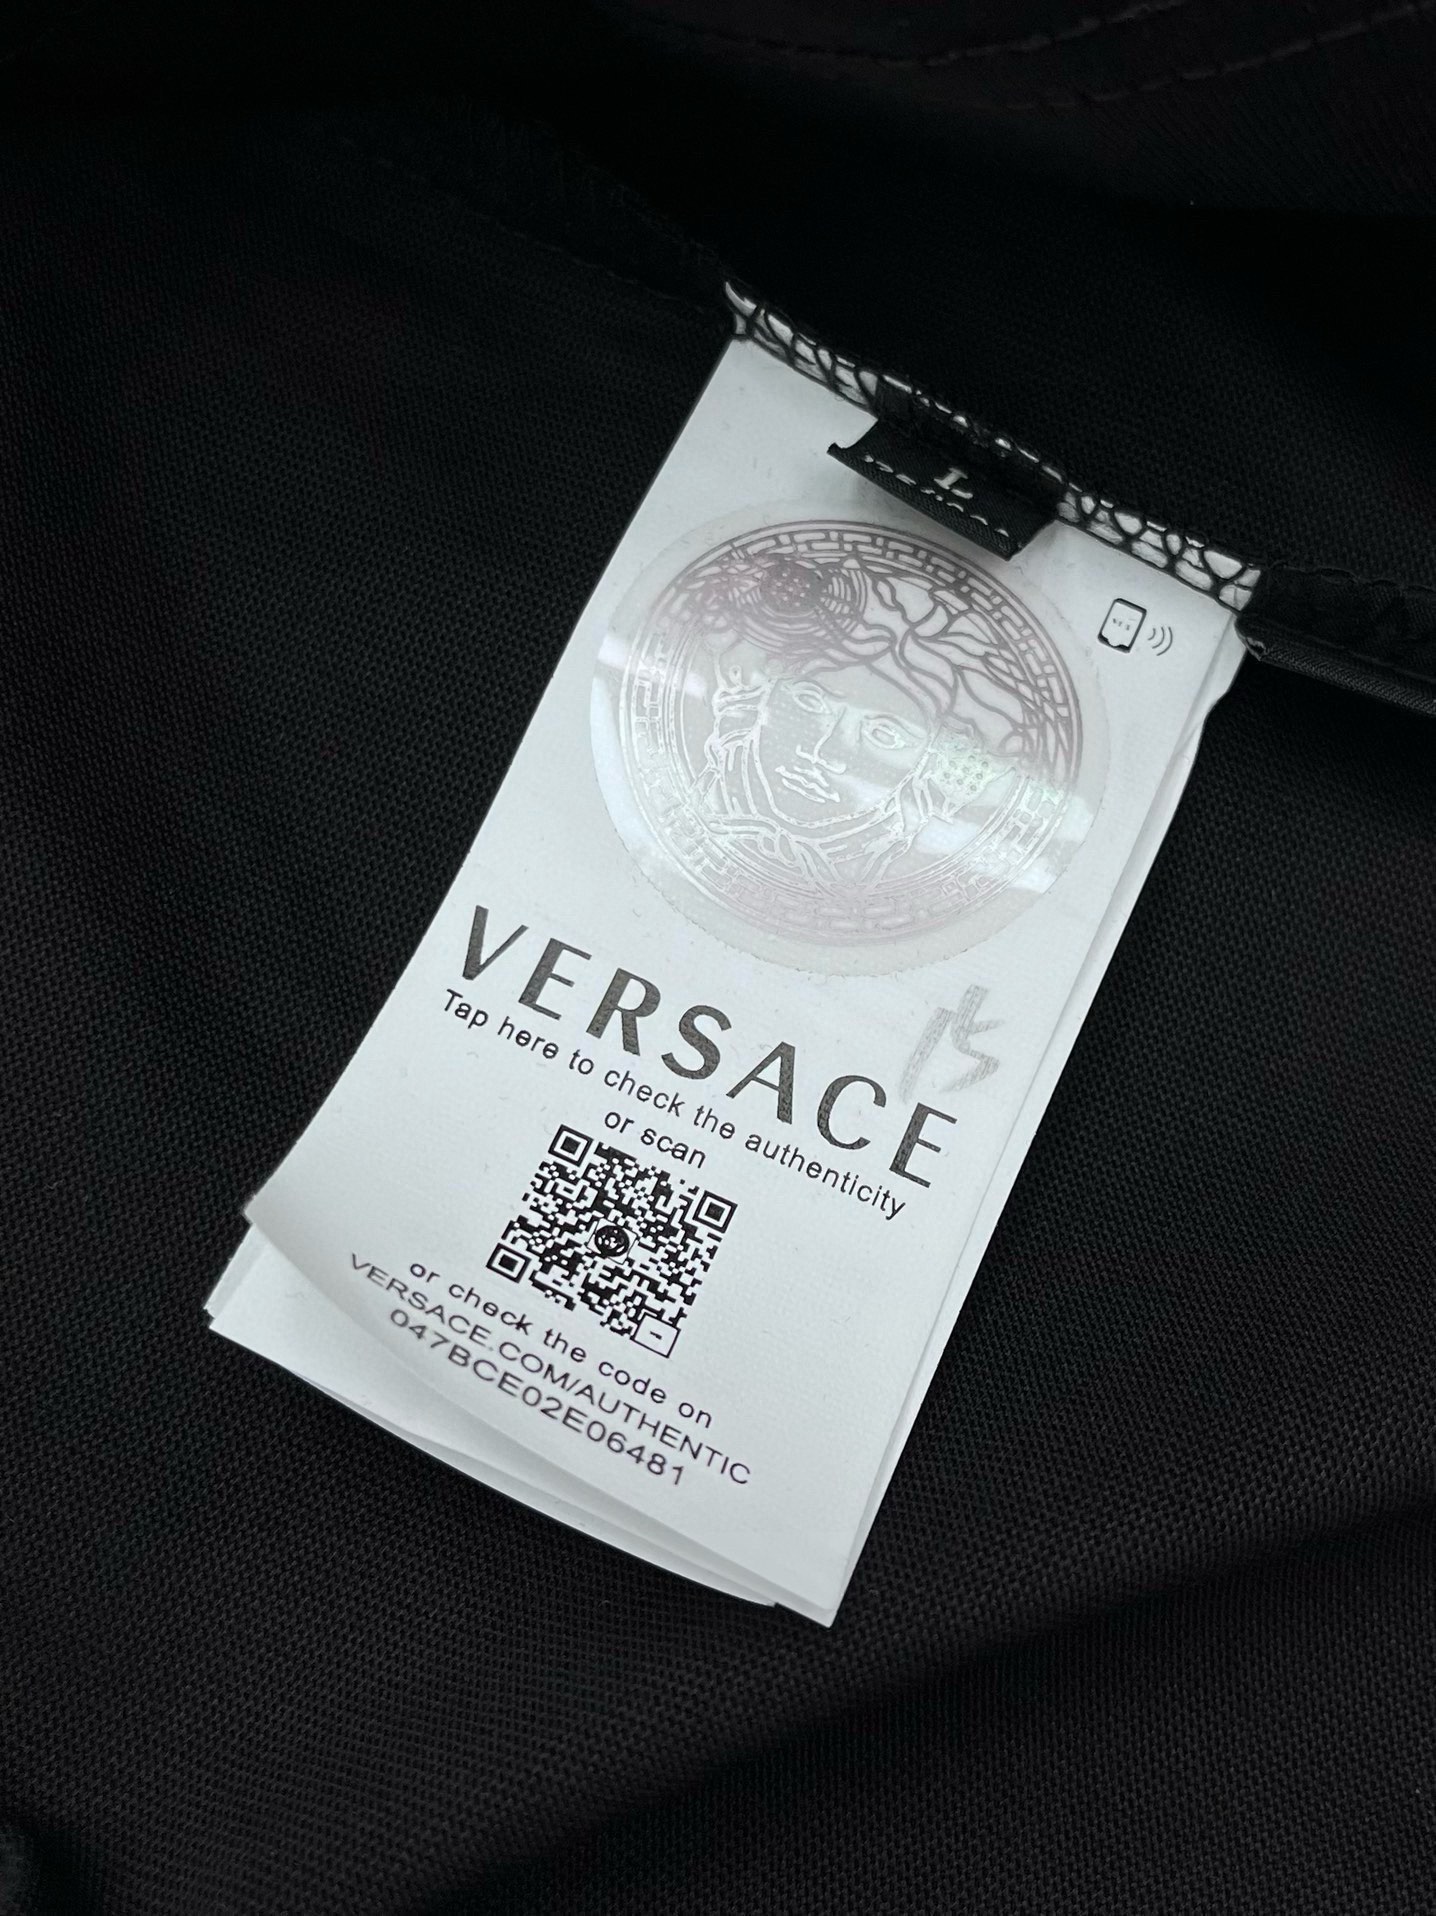 L
VERSACE
Tap here to check the authenticity
or scan
or check the code on
VERSACE.COM/AUTHENTIC
047BCE02E06481